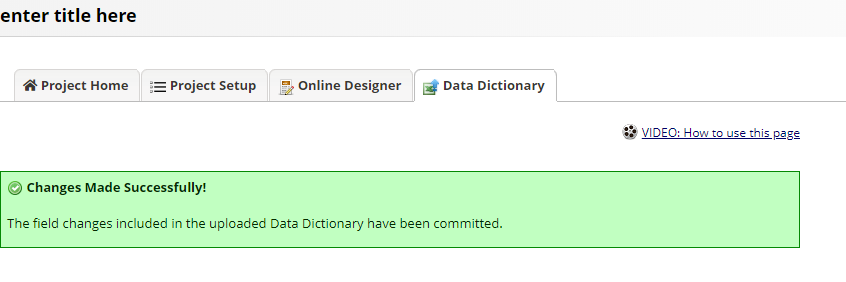 enter title here
Project Home
Project Setup
Online Designer
Data Dictionary
VIDEO: How to use this page
Changes Made Successfully!
The field changes included in the uploaded Data Dictionary have been committed.